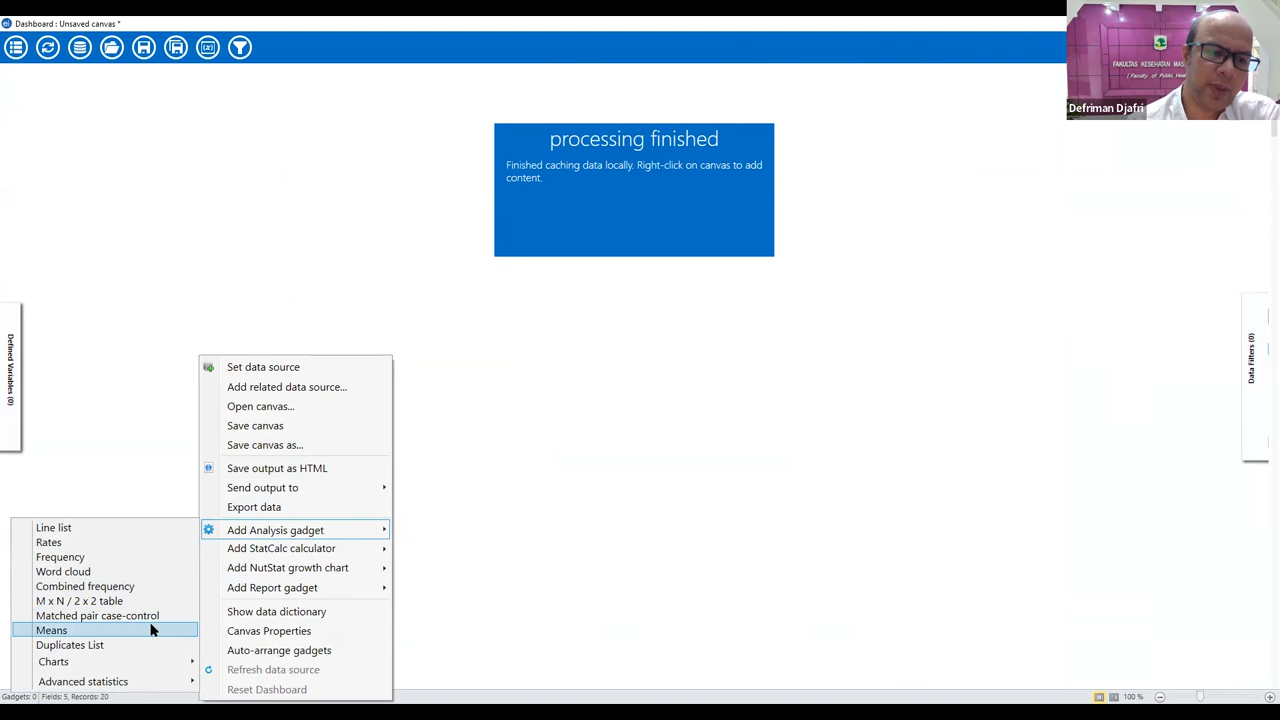 ei
Dashboard : Unsaved canvas *
[x]
processing finished
Finished caching data locally. Right-click on canvas to add
content.
FAKULTAS KESEHATAN MAS
(Faculty of Public Hea
Defriman Djafri
Defined Variables (0)
Data Filters (0)
Set data source
Add related data source...
Open canvas...
Save canvas
Save canvas as...
Save output as HTML
Send output to
Export data
Add Analysis gadget
Add StatCalc calculator
Add NutStat growth chart
Add Report gadget
Show data dictionary
Canvas Properties
Auto-arrange gadgets
Refresh data source
Reset Dashboard
Line list
Rates
Frequency
Word cloud
Combined frequency
M x N / 2 x 2 table
Matched pair case-control
Means
Duplicates List
Charts
Advanced statistics
Gadgets: 0 Fields: 5, Records: 20
100 %